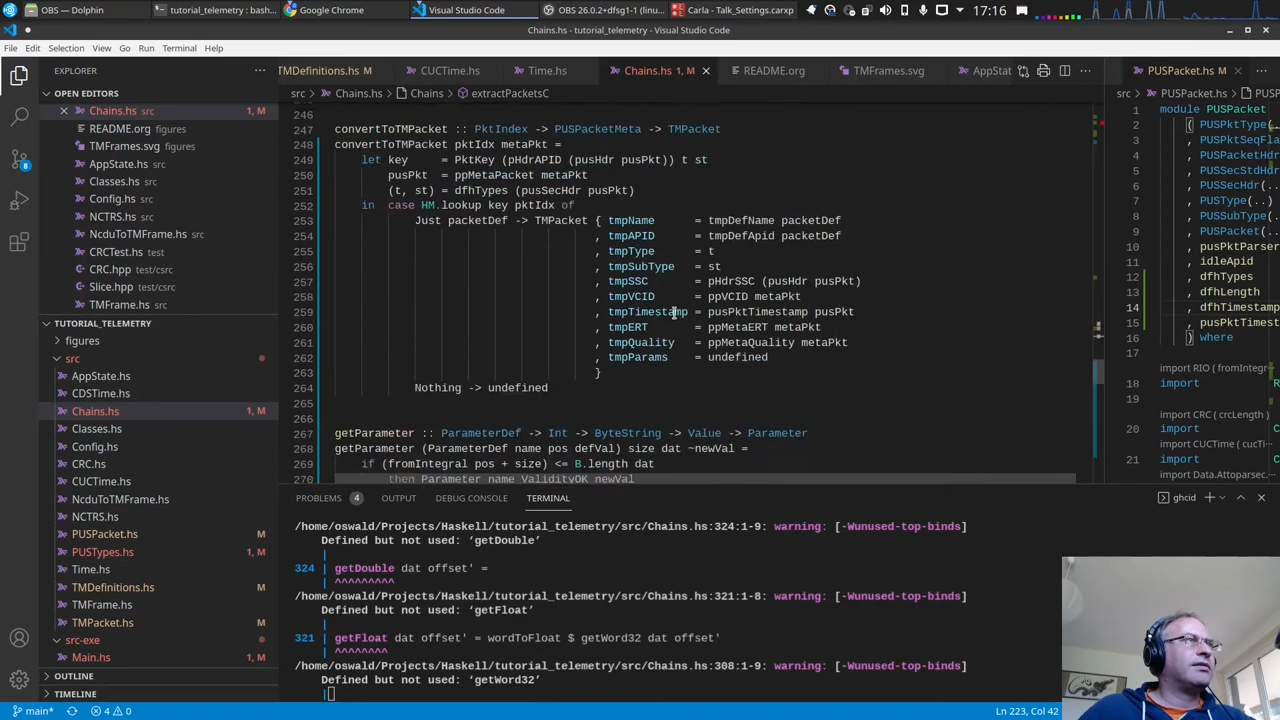 OBS — Dolphin
tutorial_telemetry : bash...
Google Chrome
Visual Studio Code
OBS 26.0.2+dfsg1-1 (linu...
Carla - Talk_Settings.carxp
17:16
Chains.hs - tutorial_telemetry - Visual Studio Code
File Edit Selection View Go Run Terminal Help
EXPLORER
OPEN EDITORS
Chains.hs src 1, M
README.org figures
TMFrames.svg figures
AppState.hs src
Classes.hs src
Config.hs src
NCTRS.hs src
NcduToTMFrame.hs src
CRCTest.hs src
CRC.hpp test/csrc
Slice.hpp test/csrc
TMFrame.hs src
TUTORIAL_TELEMETRY
figures
src
AppState.hs
CDSTime.hs
Chains.hs 1, M
Classes.hs
Config.hs
CRC.hs
CUCTime.hs
NcduToTMFrame.hs
NCTRS.hs
PUSPacket.hs M
PUSTypes.hs 1, M
Time.hs
TMDefinitions.hs M
TMFrame.hs
TMPacket.hs M
src-exe
Main.hs 1, M
OUTLINE
TIMELINE
TMDefinitions.hs M
CUCTime.hs
Time.hs
Chains.hs 1, M
README.org
TMFrames.svg
AppStat
src > Chains.hs > Chains > extractPacketsC
246
247 convertToTMPacket :: PktIndex -> PUSPacketMeta -> TMPacket
248 convertToTMPacket pktIdx metaPkt =
249 let key = PktKey (pHdrAPID (pusHdr pusPkt)) t st
250 pusPkt = ppMetaPacket metaPkt
251 (t, st) = dfhTypes (pusSecHdr pusPkt)
252 in case HM.lookup key pktIdx of
253 Just packetDef -> TMPacket { tmpName = tmpDefName packetDef
254 , tmpAPID = tmpDefApid packetDef
255 , tmpType = t
256 , tmpSubType = st
257 , tmpSSC = pHdrSSC (pusHdr pusPkt)
258 , tmpVCID = ppVCID metaPkt
259 , tmpTimestamp = pusPktTimestamp pusPkt
260 , tmpERT = ppMetaERT metaPkt
261 , tmpQuality = ppMetaQuality metaPkt
262 , tmpParams = undefined
263 }
264 Nothing -> undefined
265
266
267 getParameter :: ParameterDef -> Int -> ByteString -> Value -> Parameter
268 getParameter (ParameterDef name pos defVal) size dat ~newVal =
269 if (fromIntegral pos + size) <= B.length dat
270 then Parameter name ValidityOK newVal
PUSPacket.hs M
src > PUSPacket.hs > PUSP
1 module PUSPacket
2 ( PUSPktType(..
3 , PUSPktSeqFla
4 , PUSPacketHdr
5 , PUSSecStdHdr
6 , PUSSecHdr(..
7 , PUSType(..)
8 , PUSSubType(.
9 , PUSPacket(..
10 , pusPktParser
11 , idleApid
12 , dfhTypes
13 , dfhLength
14 , dfhTimestamp
15 , pusPktTimest
16 ) where
17
import RIO ( fromIntegr
18 import
19
import CRC ( crcLength
20 import
import CUCTime ( cucTim
21 import
import Data.Attoparsec
PROBLEMS 4 OUTPUT DEBUG CONSOLE TERMINAL
ghcid
/home/oswald/Projects/Haskell/tutorial_telemetry/src/Chains.hs:324:1-9: warning: [-Wunused-top-binds]
Defined but not used: ‘getDouble’
|
324 | getDouble dat offset' =
| ^^^^^^^^^
/home/oswald/Projects/Haskell/tutorial_telemetry/src/Chains.hs:321:1-8: warning: [-Wunused-top-binds]
Defined but not used: ‘getFloat’
|
321 | getFloat dat offset' = wordToFloat $ getWord32 dat offset'
| ^^^^^^^^
/home/oswald/Projects/Haskell/tutorial_telemetry/src/Chains.hs:308:1-9: warning: [-Wunused-top-binds]
Defined but not used: ‘getWord32’
|
main* 4 0
Ln 223, Col 42